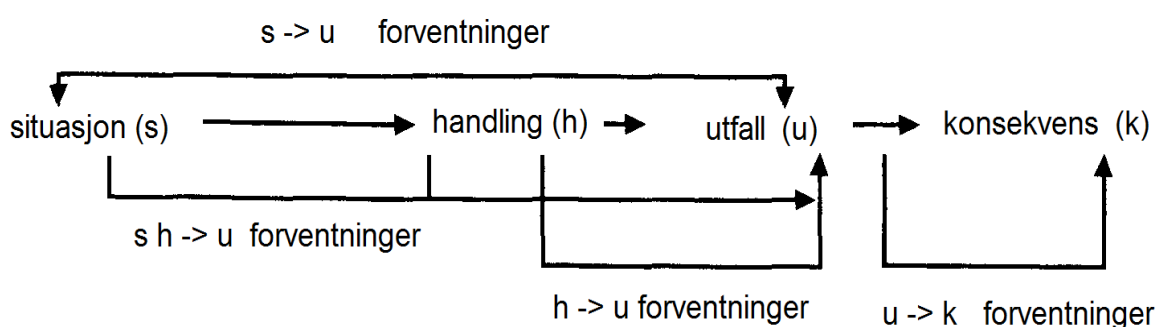 s -> u forventninger
situasjon (s) handling (h) utfall (u) konsekvens (k)
s h -> u forventninger
h -> u forventninger
u -> k forventninger